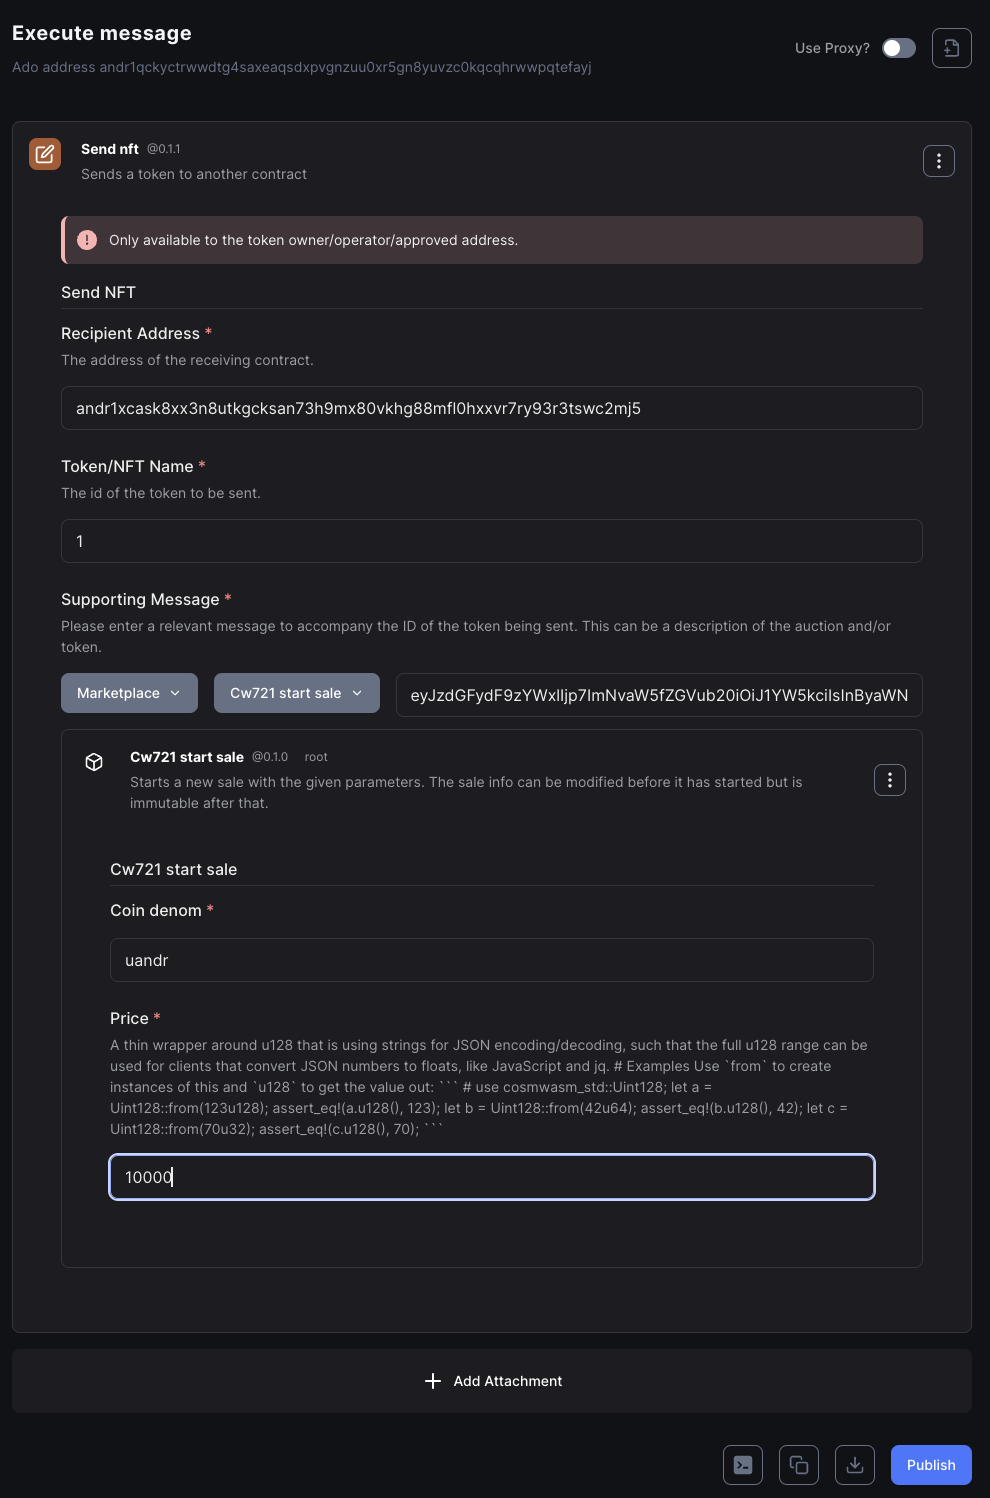 Execute message
Use Proxy?
Ado address andr1qckyctrwwdtg4saxeaqsdxpvgnzuu0xr5gn8yuvzc0kqcqhrwwpqtefayj
Send nft @0.1.1
Sends a token to another contract
Only available to the token owner/operator/approved address.
Send NFT
Recipient Address *
The address of the receiving contract.
andr1xcask8xx3n8utkgcksan73h9mx80vkhg88mfl0hxxvr7ry93r3tswc2mj5
Token/NFT Name *
The id of the token to be sent.
1
Supporting Message *
Please enter a relevant message to accompany the ID of the token being sent. This can be a description of the auction and/or
token.
Marketplace
Cw721 start sale
eyJzdGFydF9zYWxlIjp7ImNvaW5fZGVub20iOiJ1YW5kciIsInByaWN
Cw721 start sale @0.1.0 root
Starts a new sale with the given parameters. The sale info can be modified before it has started but is
immutable after that.
Cw721 start sale
Coin denom *
uandr
Price *
A thin wrapper around u128 that is using strings for JSON encoding/decoding, such that the full u128 range can be
used for clients that convert JSON numbers to floats, like JavaScript and jq. # Examples Use `from` to create
instances of this and `u128` to get the value out: ``` # use cosmwasm_std::Uint128; let a =
Uint128::from(123u128); assert_eq!(a.u128(), 123); let b = Uint128::from(42u64); assert_eq!(b.u128(), 42); let c =
Uint128::from(70u32); assert_eq!(c.u128(), 70); ```
10000
Add Attachment
Publish